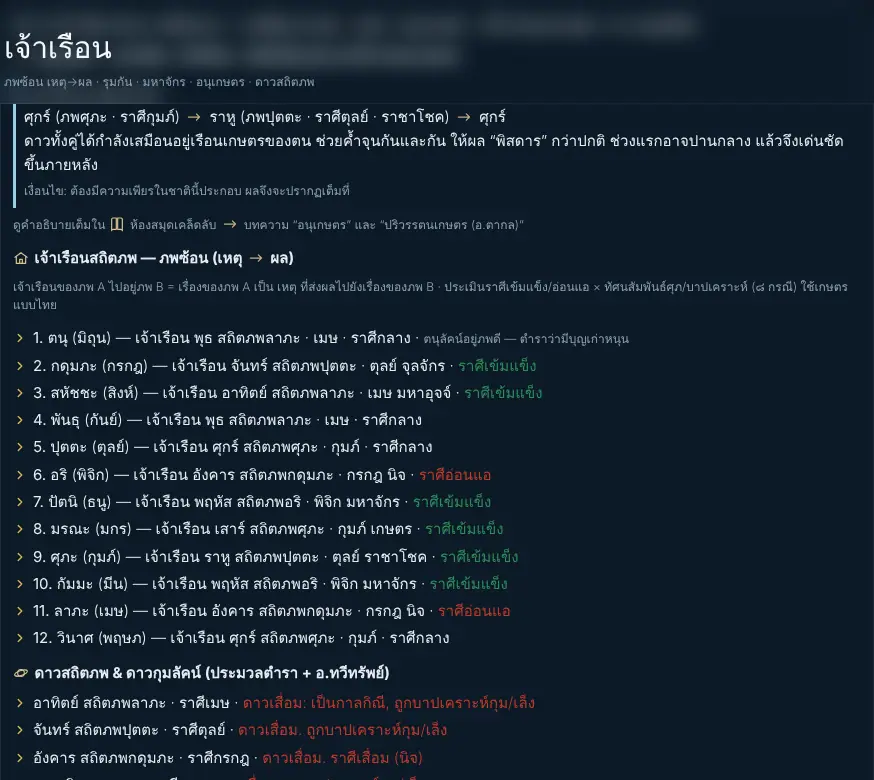 เจ้าเรือน
ภพซ้อน เหตุ→ผล · รุมกัน · มหาจักร · อนุเกษตร · ดาวสถิตภพ
ศุกร์ (ภพศุภะ · ราศีกุมภ์) → ราหู (ภพปุตตะ · ราศีตุลย์ · ราชาโชค) → ศุกร์
ดาวทั้งคู่ได้กำลังเสมือนอยู่เรือนเกษตรของตน ช่วยค้ำจุนกันและกัน ให้ผล “พิสดาร” กว่าปกติ ช่วงแรกอาจปานกลาง แล้วจึงเด่นชัด
ขึ้นภายหลัง
เงื่อนไข: ต้องมีความเพียรในชาตินี้ประกอบ ผลจึงจะปรากฏเต็มที่
ดูคำอธิบายเต็มใน ห้องสมุดเคล็ดลับ → บทความ “อนุเกษตร” และ “ปริวรรตนเกษตร (อ.ตากล)”
เจ้าเรือนสถิตภพ — ภพซ้อน (เหตุ → ผล)
เจ้าเรือนของภพ A ไปอยู่ภพ B = เรื่องของภพ A เป็น เหตุ ที่ส่งผลไปยังเรื่องของภพ B · ประเมินราศีเข้มแข็ง/อ่อนแอ × ทัศนสัมพันธ์ศุภ/บาปเคราะห์ (๘ กรณี) ใช้เกษตร
แบบไทย
1. ตนุ (มิถุน) — เจ้าเรือน พุธ สถิตภพลาภะ · เมษ · ราศีกลาง · ตนุลัคน์อยู่ภพดี — ตำราว่ามีบุญเก่าหนุน
2. กดุมภะ (กรกฎ) — เจ้าเรือน จันทร์ สถิตภพปุตตะ · ตุลย์ จุลจักร · ราศีเข้มแข็ง
3. สหัชชะ (สิงห์) — เจ้าเรือน อาทิตย์ สถิตภพลาภะ · เมษ มหาอุจจ์ · ราศีเข้มแข็ง
4. พันธุ (กันย์) — เจ้าเรือน พุธ สถิตภพลาภะ · เมษ · ราศีกลาง
5. ปุตตะ (ตุลย์) — เจ้าเรือน ศุกร์ สถิตภพศุภะ · กุมภ์ · ราศีกลาง
6. อริ (พิจิก) — เจ้าเรือน อังคาร สถิตภพกดุมภะ · กรกฎ นิจ · ราศีอ่อนแอ
7. ปัตนิ (ธนู) — เจ้าเรือน พฤหัส สถิตภพอริ · พิจิก มหาจักร · ราศีเข้มแข็ง
8. มรณะ (มกร) — เจ้าเรือน เสาร์ สถิตภพศุภะ · กุมภ์ เกษตร · ราศีเข้มแข็ง
9. ศุภะ (กุมภ์) — เจ้าเรือน ราหู สถิตภพปุตตะ · ตุลย์ ราชาโชค · ราศีเข้มแข็ง
10. กัมมะ (มีน) — เจ้าเรือน พฤหัส สถิตภพอริ · พิจิก มหาจักร · ราศีเข้มแข็ง
11. ลาภะ (เมษ) — เจ้าเรือน อังคาร สถิตภพกดุมภะ · กรกฎ นิจ · ราศีอ่อนแอ
12. วินาศ (พฤษภ) — เจ้าเรือน ศุกร์ สถิตภพศุภะ · กุมภ์ · ราศีกลาง
ดาวสถิตภพ & ดาวกุมลัคน์ (ประมวลตำรา + อ.ทวีทรัพย์)
อาทิตย์ สถิตภพลาภะ · ราศีเมษ · ดาวเสื่อม: เป็นกาลกิณี, ถูกบาปเคราะห์กุม/เล็ง
จันทร์ สถิตภพปุตตะ · ราศีตุลย์ · ดาวเสื่อม. ถูกบาปเคราะห์กุม/เล็ง
อังคาร สถิตภพกดุมภะ · ราศีกรกฎ · ดาวเสื่อม. ราศีเสื่อม (นิจ)